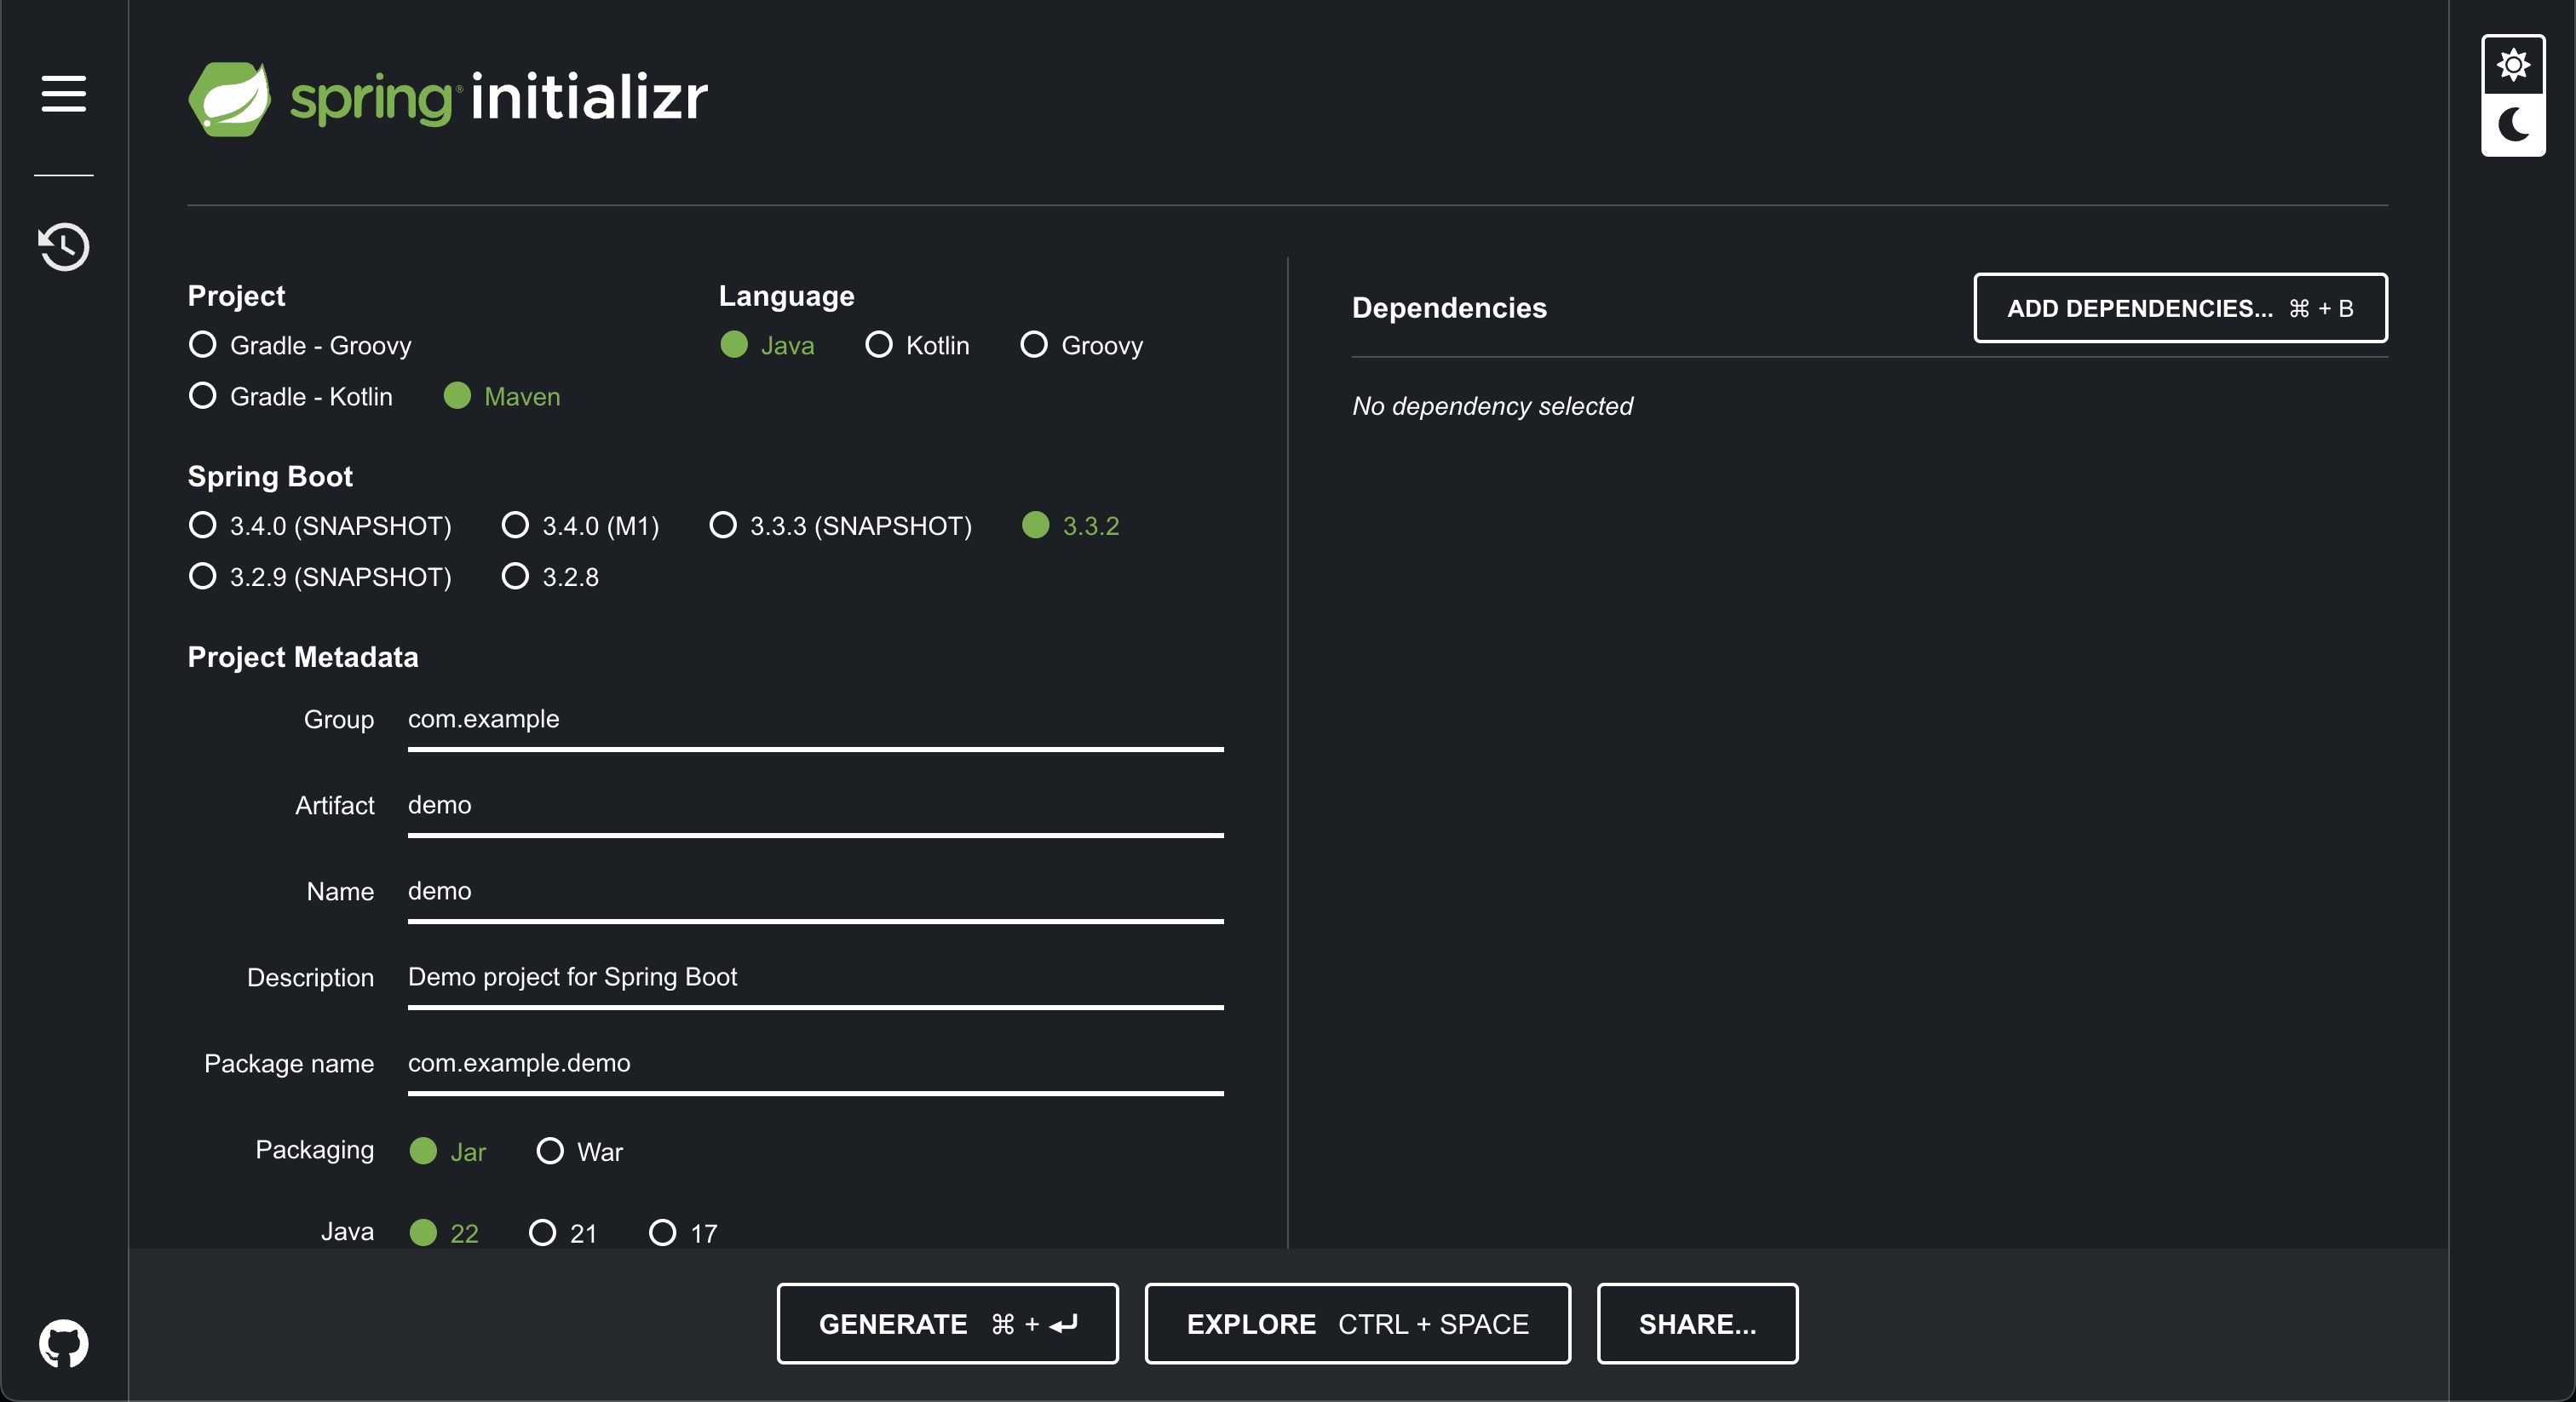 spring® initializr
Project
Gradle - Groovy
Gradle - Kotlin Maven
Language
Java Kotlin Groovy
Spring Boot
3.4.0 (SNAPSHOT) 3.4.0 (M1) 3.3.3 (SNAPSHOT) 3.3.2
3.2.9 (SNAPSHOT) 3.2.8
Project Metadata
Group com.example
Artifact demo
Name demo
Description Demo project for Spring Boot
Package name com.example.demo
Packaging Jar War
Java 22 21 17
Dependencies ADD DEPENDENCIES... ⌘ + B
No dependency selected
GENERATE ⌘ + ⏎ EXPLORE CTRL + SPACE SHARE...